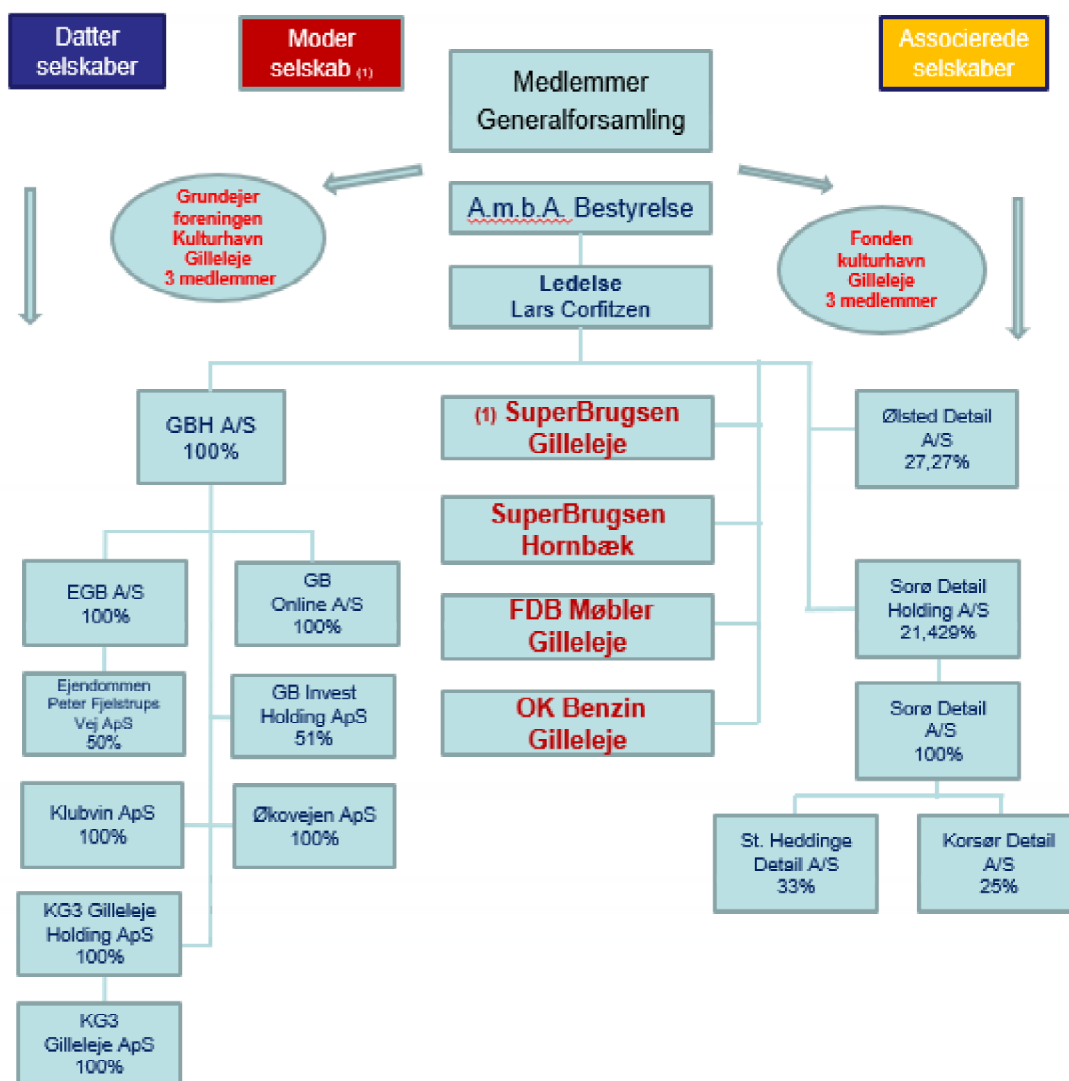 Datter
selskaber
Moder
selskab (1)
Associerede
selskaber
Medlemmer
Generalforsamling
Grundejer
foreningen
Kulturhavn
Gilleleje
3 medlemmer
A.m.b.A. Bestyrelse
Fonden
kulturhavn
Gilleleje
3 medlemmer
Ledelse
Lars Corfitzen
GBH A/S
100%
(1) SuperBrugsen
Gilleleje
Ølsted Detail
A/S
27,27%
SuperBrugsen
Hornbæk
EGB A/S
100%
GB
Online A/S
100%
FDB Møbler
Gilleleje
Sorø Detail
Holding A/S
21,429%
Ejendommen
Peter Fjelstrups
Vej ApS
50%
GB Invest
Holding ApS
51%
OK Benzin
Gilleleje
Sorø Detail
A/S
100%
Klubvin ApS
100%
Økovejen ApS
100%
St. Heddinge
Detail A/S
33%
Korsør Detail
A/S
25%
KG3 Gilleleje
Holding ApS
100%
KG3
Gilleleje ApS
100%